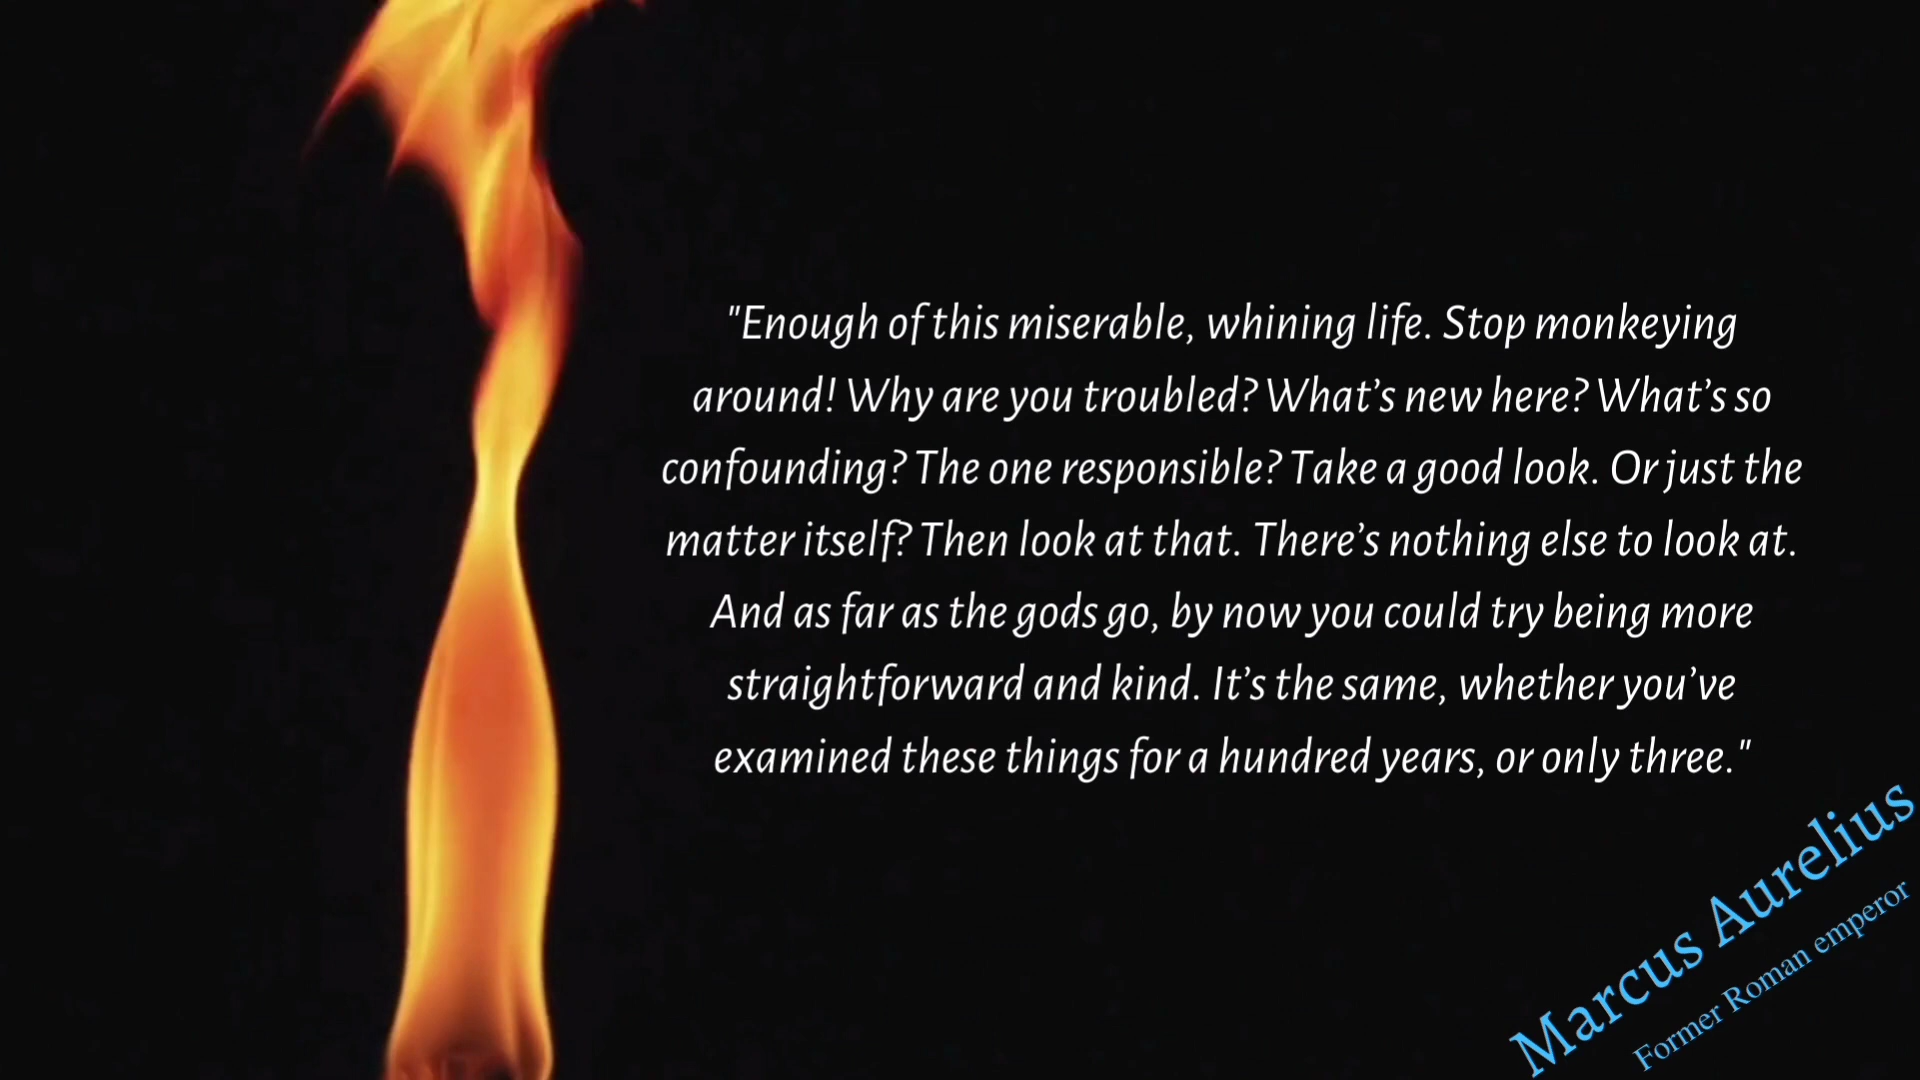 "Enough of this miserable, whining life. Stop monkeying
around! Why are you troubled? What’s new here? What’s so
confounding? The one responsible? Take a good look. Or just the
matter itself? Then look at that. There’s nothing else to look at.
And as far as the gods go, by now you could try being more
straightforward and kind. It’s the same, whether you’ve
examined these things for a hundred years, or only three."
Marcus Aurelius
Former Roman emperor